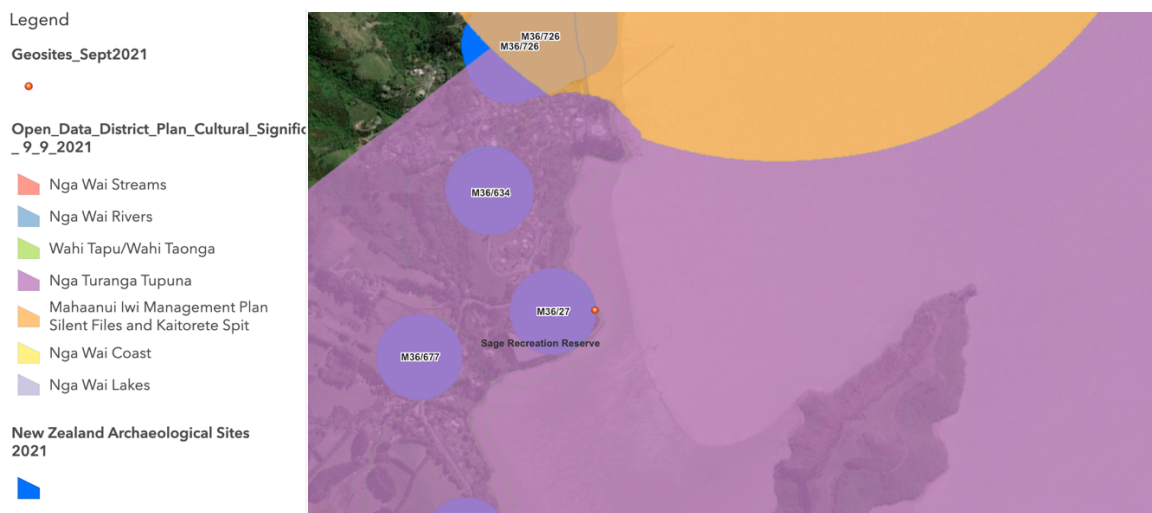 Legend
Geosites_Sept2021
Open_Data_District_Plan_Cultural_Signific
_ 9_9_2021
Nga Wai Streams
Nga Wai Rivers
Wahi Tapu/Wahi Taonga
Nga Turanga Tupuna
Mahaanui Iwi Management Plan
Silent Files and Kaitorete Spit
Nga Wai Coast
Nga Wai Lakes
New Zealand Archaeological Sites
2021
M36/726
M36/726
M36/634
M36/27
Sage Recreation Reserve
M36/677